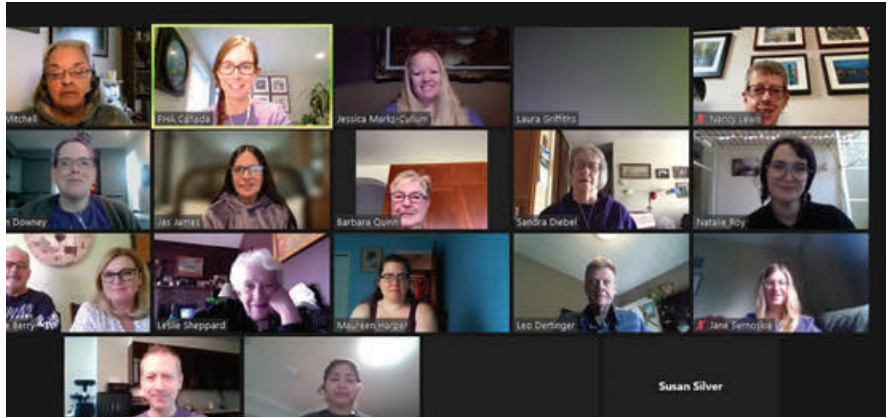 Mitchell
PHA Canada
Jessica Marks-Cullum
Laura Griffiths
Nancy Lewis
Downey
Jas James
Barbara Quinn
Sandra Diebel
Natalie Roy
Berry
Leslie Sheppard
Maureen Harper
Leo Dertinger
Jane Sernoskie
Susan Silver